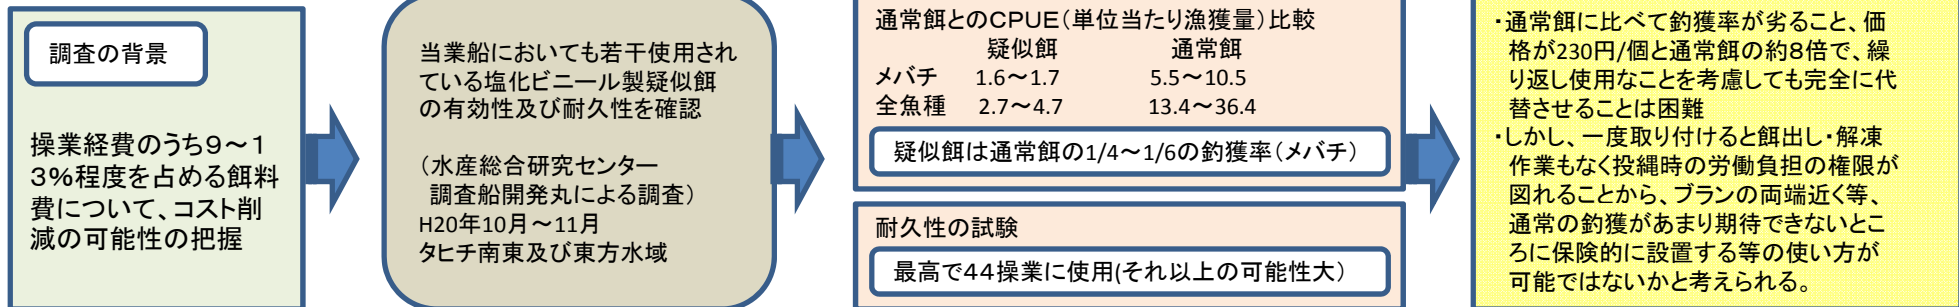 調査の背景
操業経費のうち９～１
３％程度を占める餌料
費について、コスト削
減の可能性の把握
当業船においても若干使用され
ている塩化ビニール製疑似餌
の有効性及び耐久性を確認
（水産総合研究センター
調査船開発丸による調査）
H20年10月～11月
タヒチ南東及び東方水域
通常餌とのＣＰＵＥ（単位当たり漁獲量）比較
疑似餌 通常餌
メバチ 1.6～1.7 5.5～10.5
全魚種 2.7～4.7 13.4～36.4
疑似餌は通常餌の1/4～1/6の釣獲率（メバチ）
耐久性の試験
最高で４４操業に使用(それ以上の可能性大）
・通常餌に比べて釣獲率が劣ること、価
格が230円/個と通常餌の約８倍で、繰
り返し使用なことを考慮しても完全に代
替させることは困難
・しかし、一度取り付けると餌出し・解凍
作業もなく投縄時の労働負担の権限が
図れることから、ブランの両端近く等、
通常の釣獲があまり期待できないとこ
ろに保険的に設置する等の使い方が
可能ではないかと考えられる。